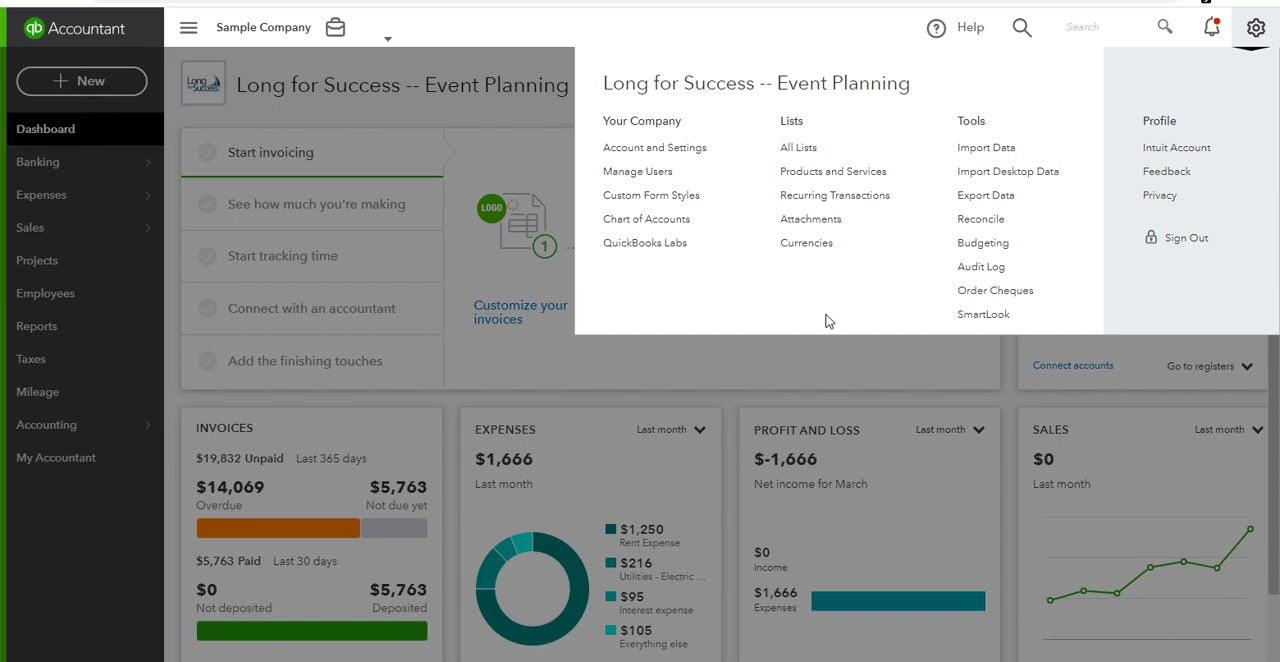 qb Accountant
Sample Company
Help
Search
New
Dashboard
Banking
Expenses
Sales
Projects
Employees
Reports
Taxes
Mileage
Accounting
My Accountant
Long for Success -- Event Planning
Start invoicing
See how much you're making
Start tracking time
Connect with an accountant
Add the finishing touches
LOGO
1
Customize your
invoices
Long for Success -- Event Planning
Your Company
Account and Settings
Manage Users
Custom Form Styles
Chart of Accounts
QuickBooks Labs
Lists
All Lists
Products and Services
Recurring Transactions
Attachments
Currencies
Tools
Import Data
Import Desktop Data
Export Data
Reconcile
Budgeting
Audit Log
Order Cheques
SmartLook
Profile
Intuit Account
Feedback
Privacy
Sign Out
Connect accounts
Go to registers
INVOICES
$19,832 Unpaid Last 365 days
$14,069 $5,763
Overdue Not due yet
$5,763 Paid Last 30 days
$0 $5,763
Not deposited Deposited
EXPENSES Last month
$1,666
Last month
$1,250
Rent Expense
$216
Utilities - Electric ...
$95
Interest expense
$105
Everything else
PROFIT AND LOSS Last month
$-1,666
Net income for March
$0
Income
$1,666
Expenses
SALES Last month
$0
Last month